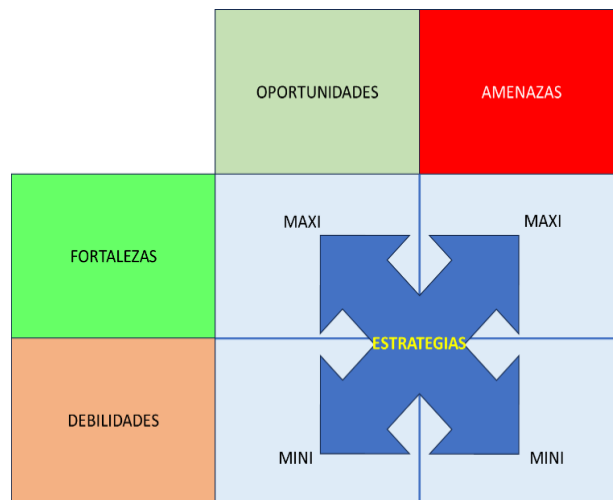 OPORTUNIDADES
AMENAZAS
FORTALEZAS
MAXI
MAXI
ESTRATEGIAS
DEBILIDADES
MINI
MINI